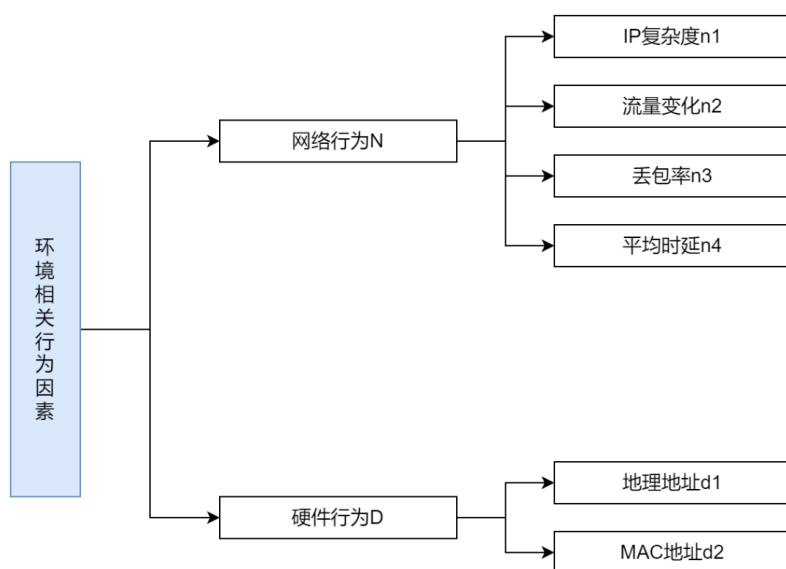 环境相关行为因素
网络行为N
IP复杂度n1
流量变化n2
丢包率n3
平均时延n4
硬件行为D
地理地址d1
MAC地址d2